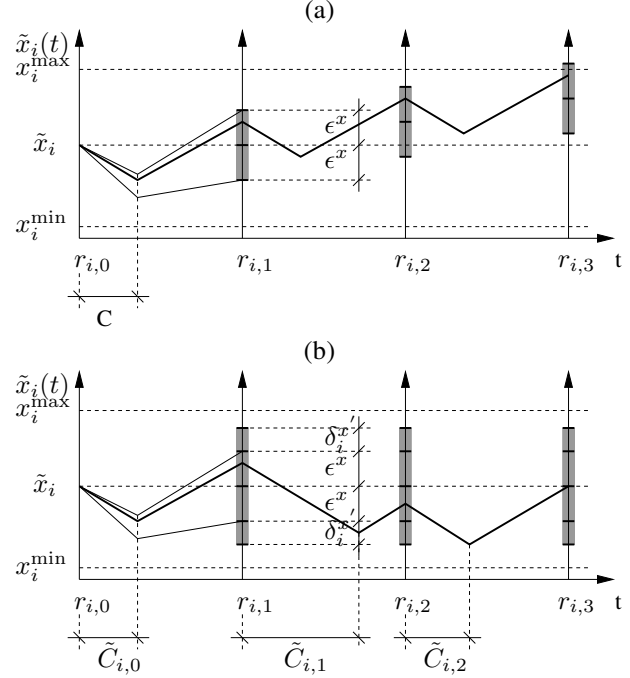 (a)
x̃_i(t)
x_i^max
ϵ^x
x̃_i
ϵ^x
x_i^min
r_{i,0} r_{i,1} r_{i,2} r_{i,3} t
C
(b)
x̃_i(t)
x_i^max
δ_i^{x'}
ϵ^x
x̃_i
ϵ^x
δ_i^{x'}
x_i^min
r_{i,0} r_{i,1} r_{i,2} r_{i,3} t
C̃_{i,0} C̃_{i,1} C̃_{i,2}